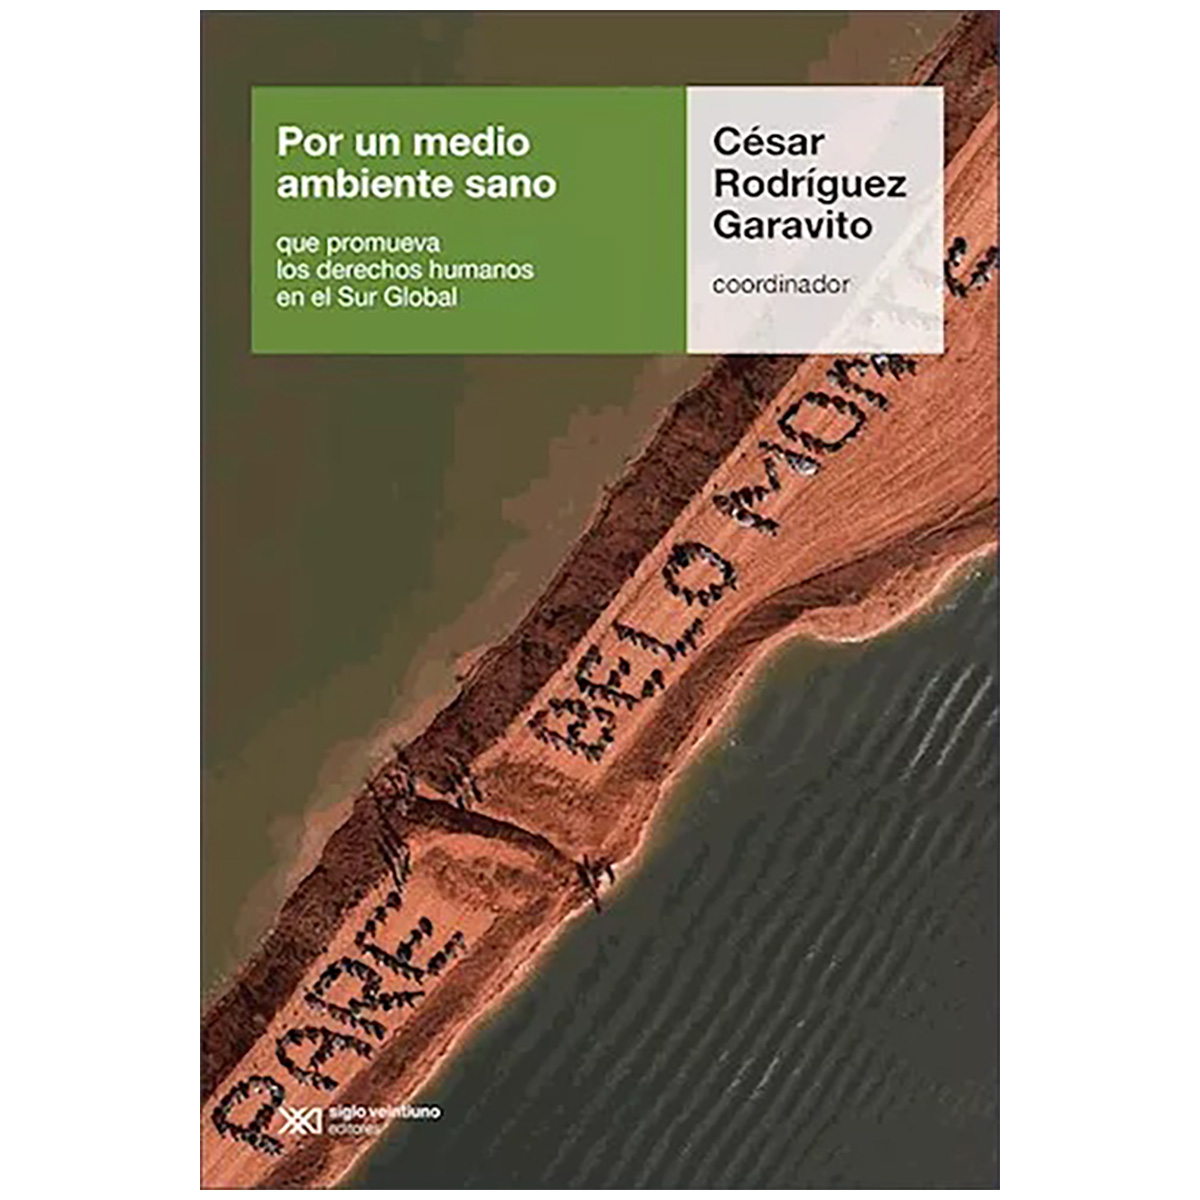 Por un medio
ambiente sano
que promueva
los derechos humanos
en el Sur Global
César
Rodríguez
Garavito
coordinador
BELO MON
PARE
siglo veintiuno
editores